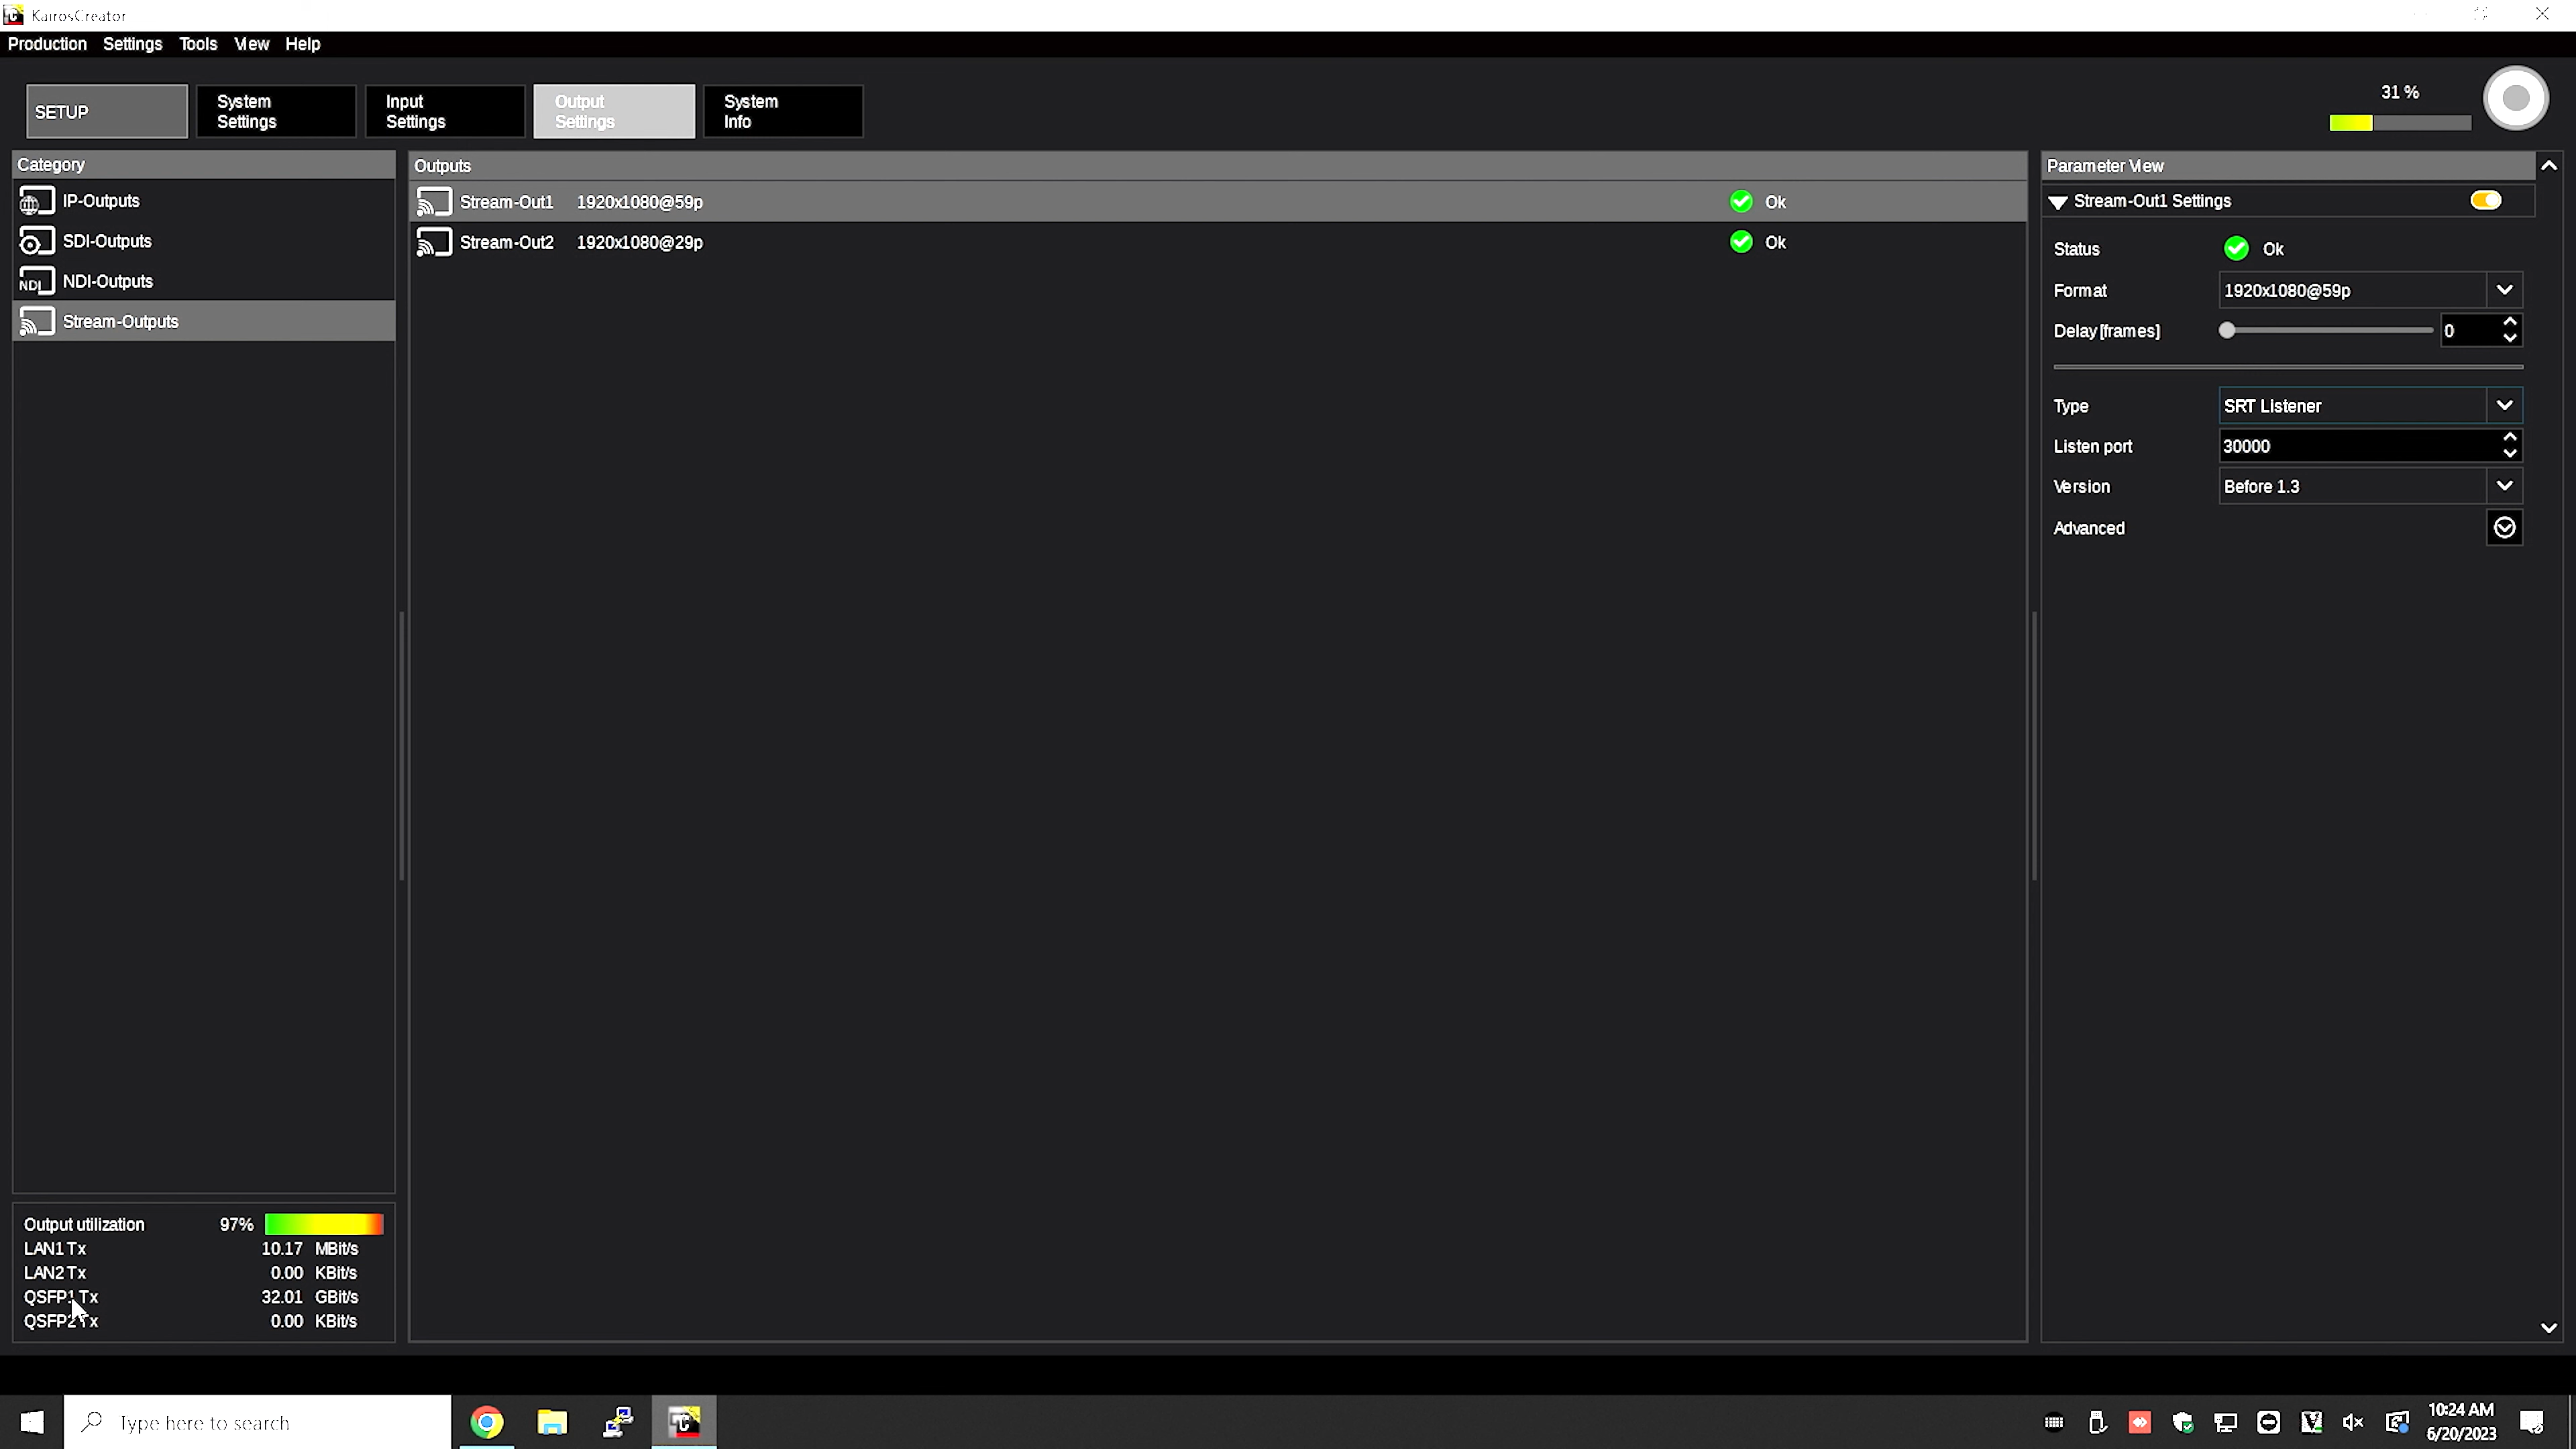 KairosCreator
Production Settings Tools View Help
SETUP
System Settings
Input Settings
Output Settings
System Info
31 %
Category
IP-Outputs
SDI-Outputs
NDI
NDI-Outputs
Stream-Outputs
Outputs
Stream-Out1 1920x1080@59p Ok
Stream-Out2 1920x1080@29p Ok
Parameter View
Stream-Out1 Settings
Status Ok
Format 1920x1080@59p
Delay[frames] 0
Type SRT Listener
Listen port 30000
Version Before 1.3
Advanced
Output utilization 97%
LAN1 Tx 10.17 MBit/s
LAN2 Tx 0.00 KBit/s
QSFP1 Tx 32.01 GBit/s
QSFP2 Tx 0.00 KBit/s
Type here to search
10:24 AM
6/20/2023